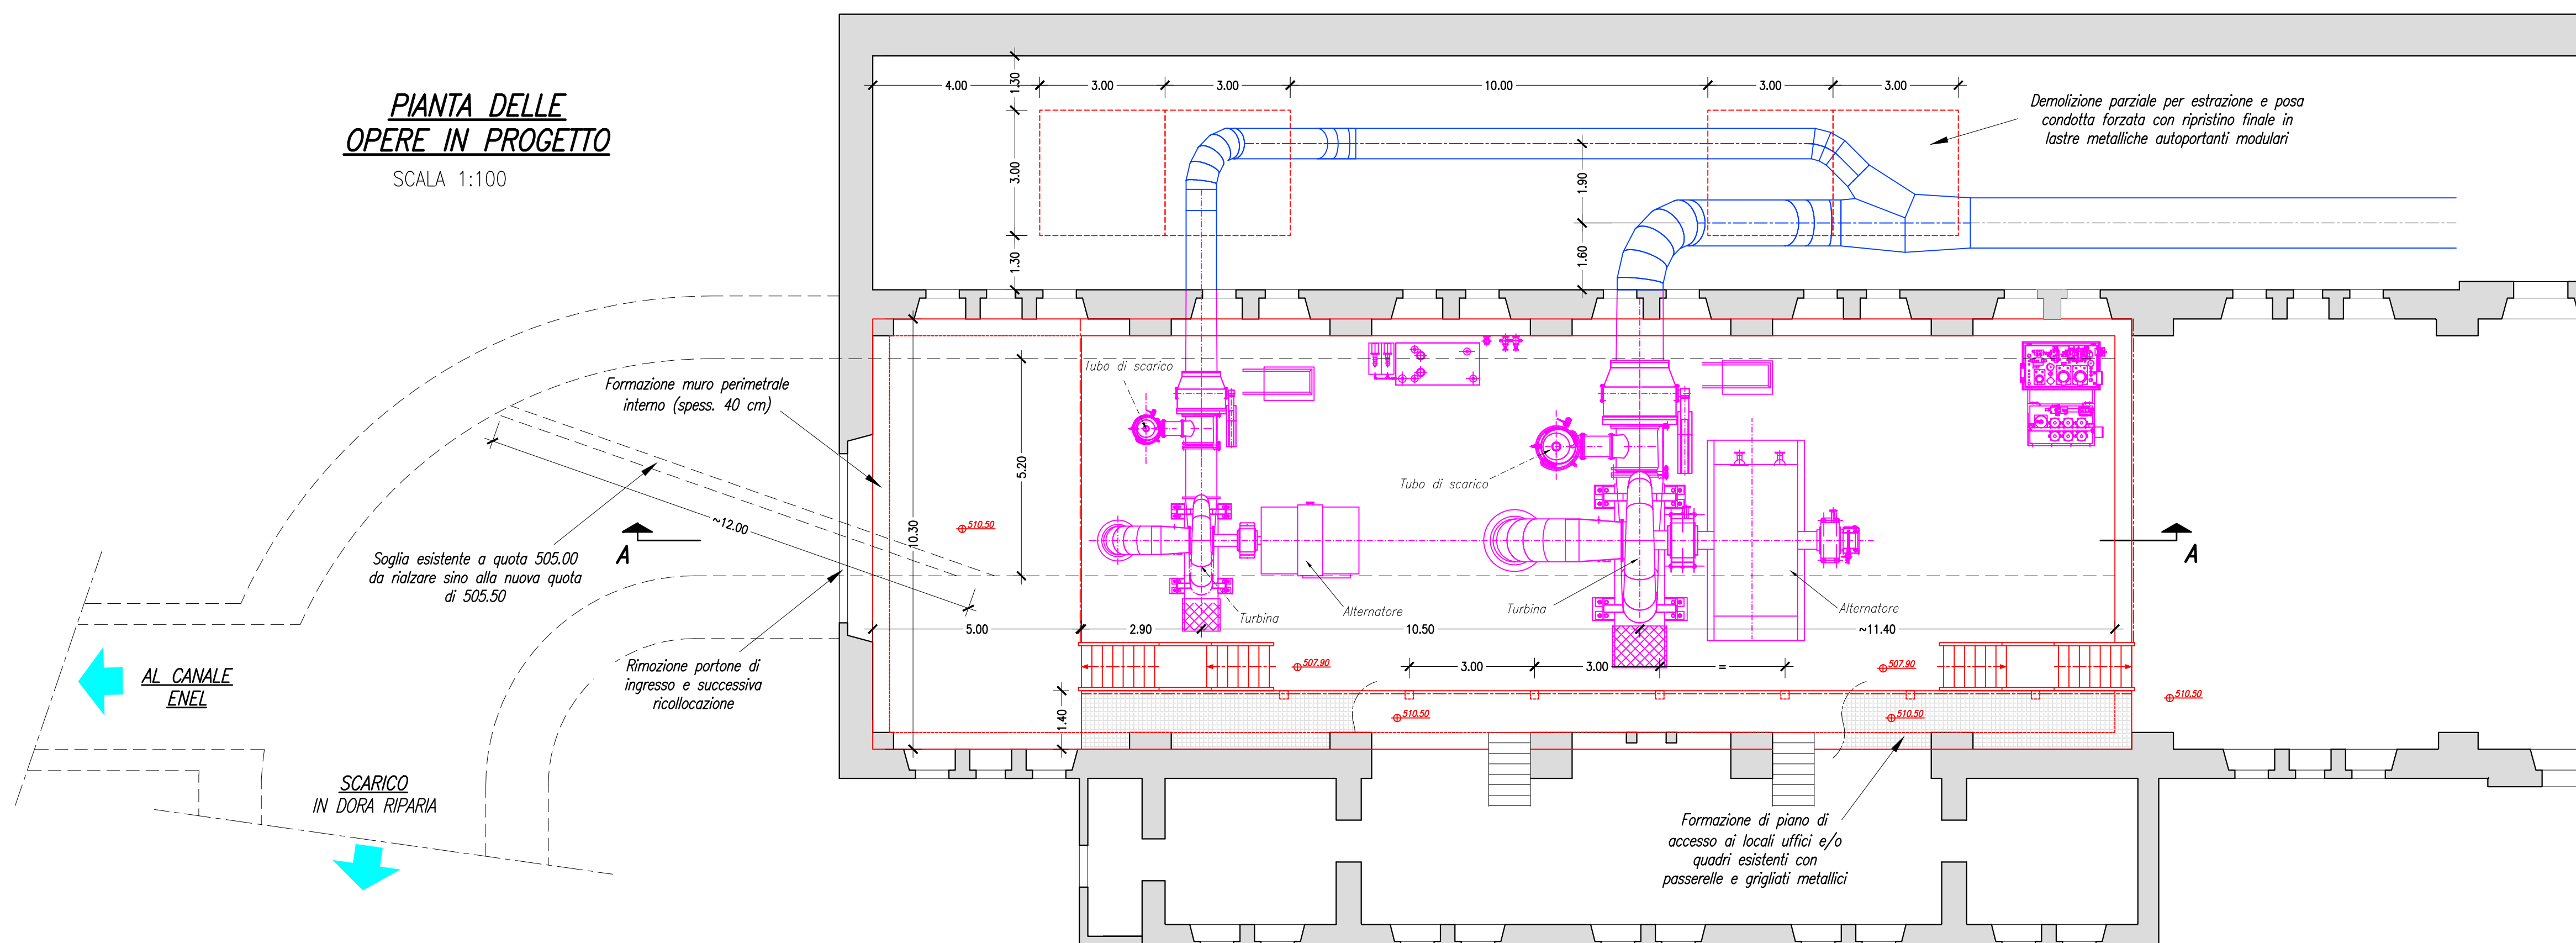 PIANTA DELLE
OPERE IN PROGETTO
SCALA 1:100
4.00
1.30
3.00
3.00
10.00
3.00
3.00
Demolizione parziale per estrazione e posa
condotta forzata con ripristino finale in
lastre metalliche autoportanti modulari
3.00
1.90
1.30
1.60
Tubo di scarico
Formazione muro perimetrale
interno (spess. 40 cm)
5.20
Tubo di scarico
~12.00
510.50
10.30
A
A
Soglia esistente a quota 505.00
da rialzare sino alla nuova quota
di 505.50
Turbina
Alternatore
Turbina
Alternatore
5.00
2.90
10.50
~11.40
Rimozione portone di
ingresso e successiva
ricollocazione
507.90
3.00
3.00
=
507.90
AL CANALE
ENEL
1.40
510.50
510.50
510.50
SCARICO
IN DORA RIPARIA
Formazione di piano di
accesso ai locali uffici e/o
quadri esistenti con
passerelle e grigliati metallici